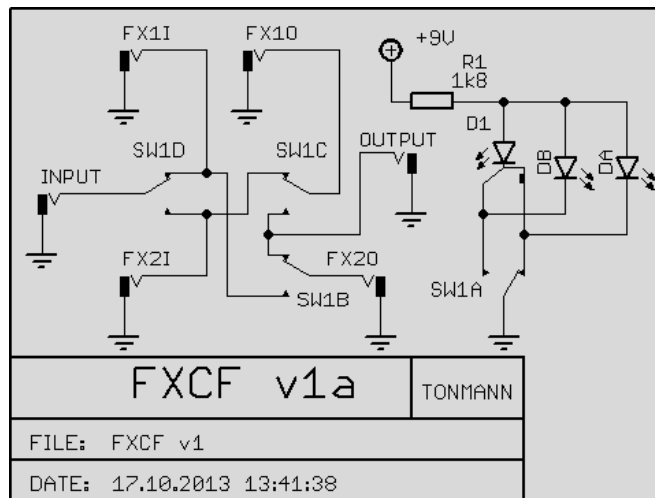 FX1I
FX1O
+9V
R1
1k8
D1
OUTPUT
SW1D
SW1C
DB
DA
INPUT
FX2I
FX2O
SW1B
SW1A
FXCF v1a
TONMANN
FILE: FXCF v1
DATE: 17.10.2013 13:41:38